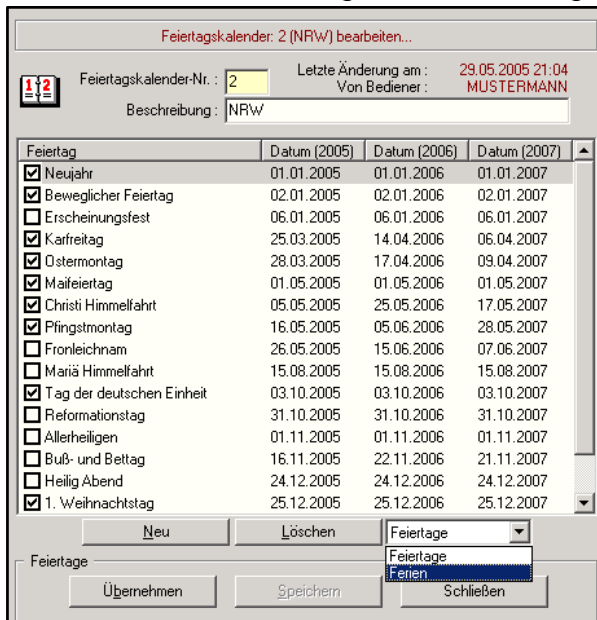 Feiertagskalender: 2 (NRW) bearbeiten...
Feiertagskalender-Nr. : 2 Letzte Änderung am : 29.05.2005 21:04
Von Bediener : MUSTERMANN
Beschreibung : NRW
Feiertag Datum (2005) Datum (2006) Datum (2007)
Neujahr 01.01.2005 01.01.2006 01.01.2007
Beweglicher Feiertag 02.01.2005 02.01.2006 02.01.2007
Erscheinungsfest 06.01.2005 06.01.2006 06.01.2007
Karfreitag 25.03.2005 14.04.2006 06.04.2007
Ostermontag 28.03.2005 17.04.2006 09.04.2007
Maifeiertag 01.05.2005 01.05.2006 01.05.2007
Christi Himmelfahrt 05.05.2005 25.05.2006 17.05.2007
Pfingstmontag 16.05.2005 05.06.2006 28.05.2007
Fronleichnam 26.05.2005 15.06.2006 07.06.2007
Mariä Himmelfahrt 15.08.2005 15.08.2006 15.08.2007
Tag der deutschen Einheit 03.10.2005 03.10.2006 03.10.2007
Reformationstag 31.10.2005 31.10.2006 31.10.2007
Allerheiligen 01.11.2005 01.11.2006 01.11.2007
Buß- und Bettag 16.11.2005 22.11.2006 21.11.2007
Heilig Abend 24.12.2005 24.12.2006 24.12.2007
1. Weihnachtstag 25.12.2005 25.12.2006 25.12.2007
Neu Löschen Feiertage
Feiertage
Ferien
Feiertage
Übernehmen Speichern Schließen